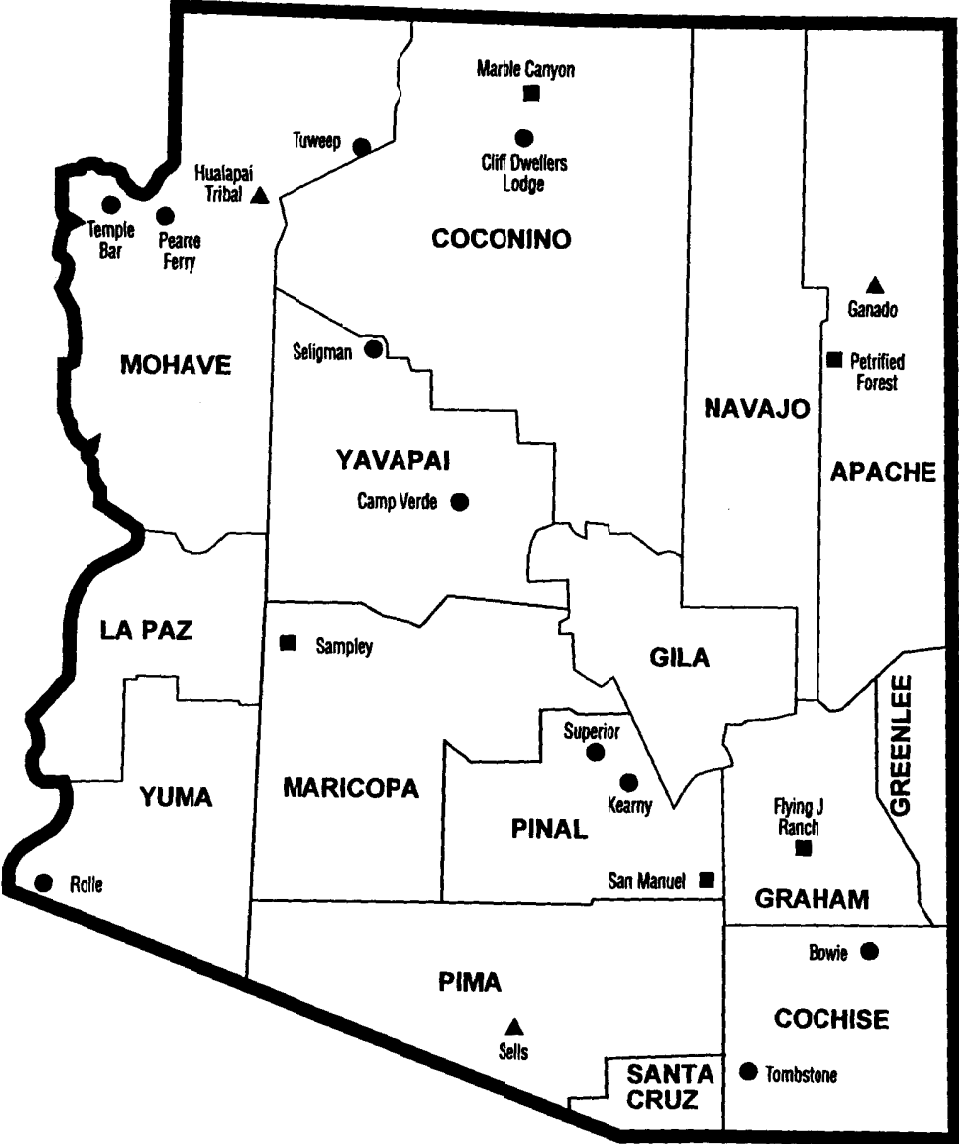 Marble Canyon
Tuweep
Cliff Dwellers
Lodge
Hualapai
Tribal
Temple
Bar
Pearce
Ferry
COCONINO
Ganado
Seligman
MOHAVE
Petrified
Forest
NAVAJO
YAVAPAI
APACHE
Camp Verde
LA PAZ
Sampley
GILA
GREENLEE
Superior
MARICOPA
YUMA
Kearny
Flying J
Ranch
PINAL
San Manuel
Rolle
GRAHAM
Bowie
PIMA
COCHISE
Sells
SANTA
CRUZ
Tombstone